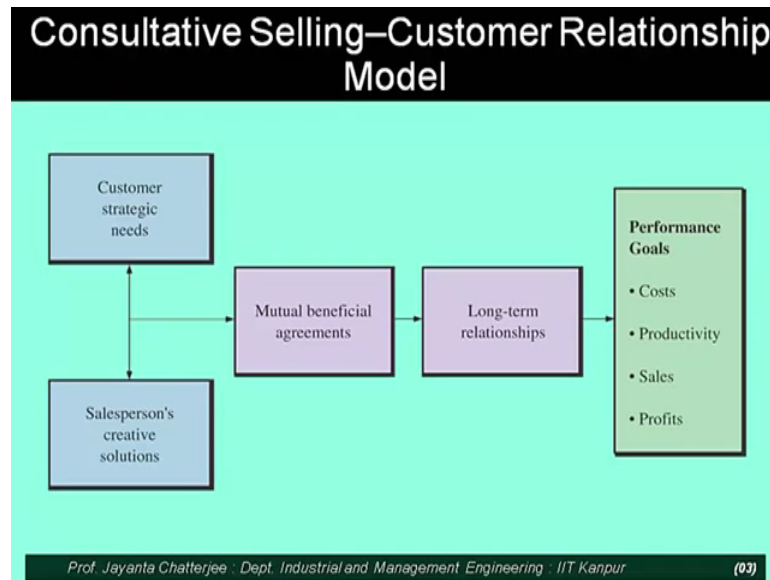 Consultative Selling–Customer Relationship
Model
Customer
strategic
needs
Salesperson's
creative
solutions
Mutual beneficial
agreements
Long-term
relationships
Performance
Goals
• Costs
• Productivity
• Sales
• Profits
Prof. Jayanta Chatterjee : Dept. Industrial and Management Engineering : IIT Kanpur (03)